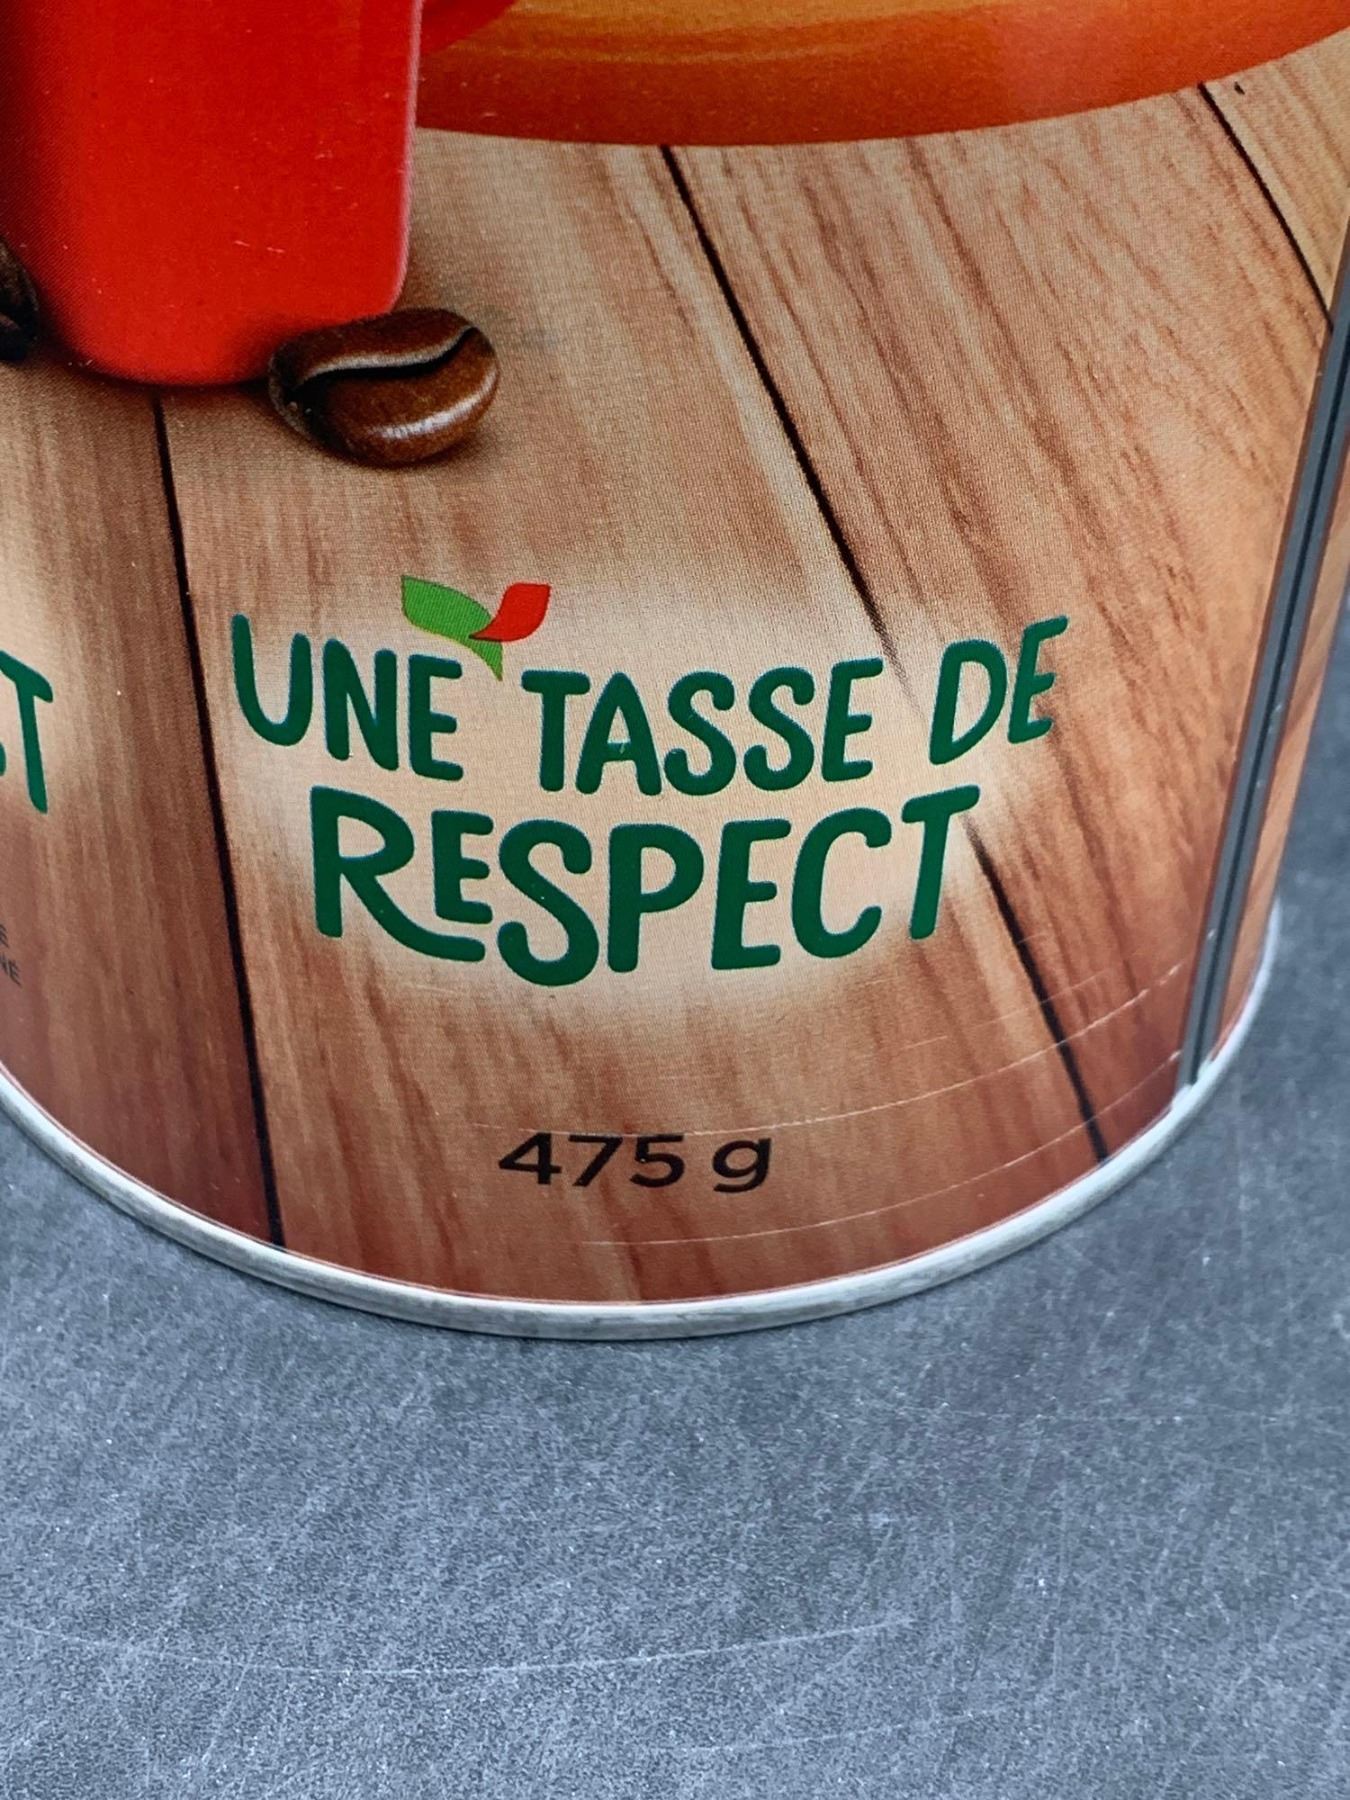 UNE TASSE DE
RESPECT
475 g